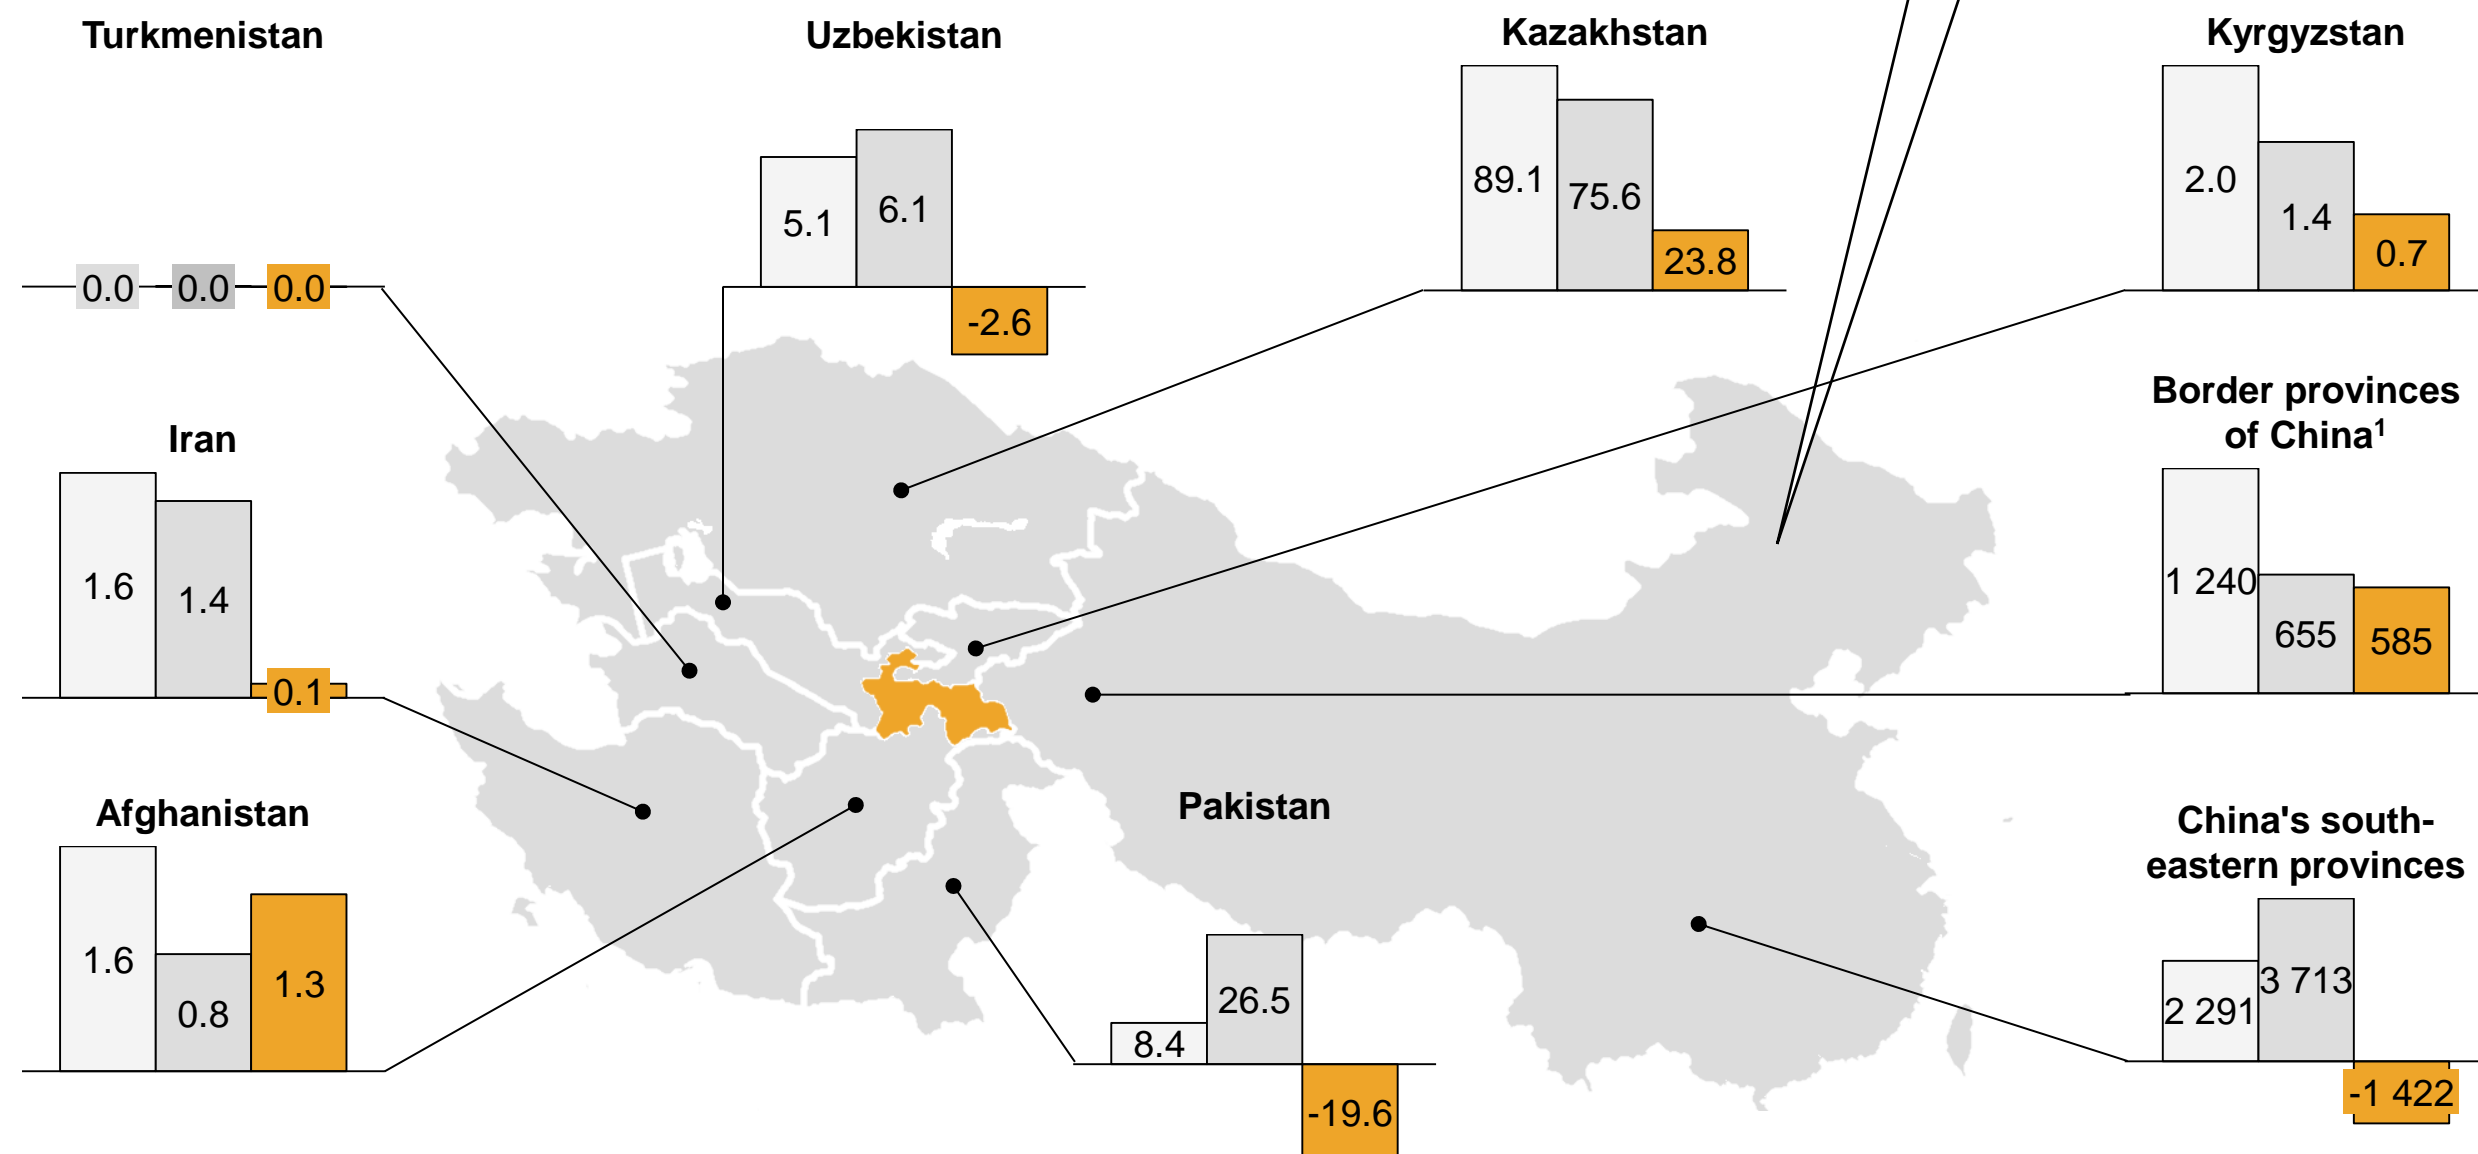 Turkmenistan
0.0 0.0 0.0
Uzbekistan
5.1 6.1
-2.6
Kazakhstan
89.1 75.6 23.8
Kyrgyzstan
2.0 1.4 0.7
Iran
1.6 1.4 0.1
Border provinces
of China¹
1 240 655 585
Afghanistan
1.6 0.8 1.3
Pakistan
8.4 26.5
-19.6
China's south-
eastern provinces
2 291 3 713
-1 422